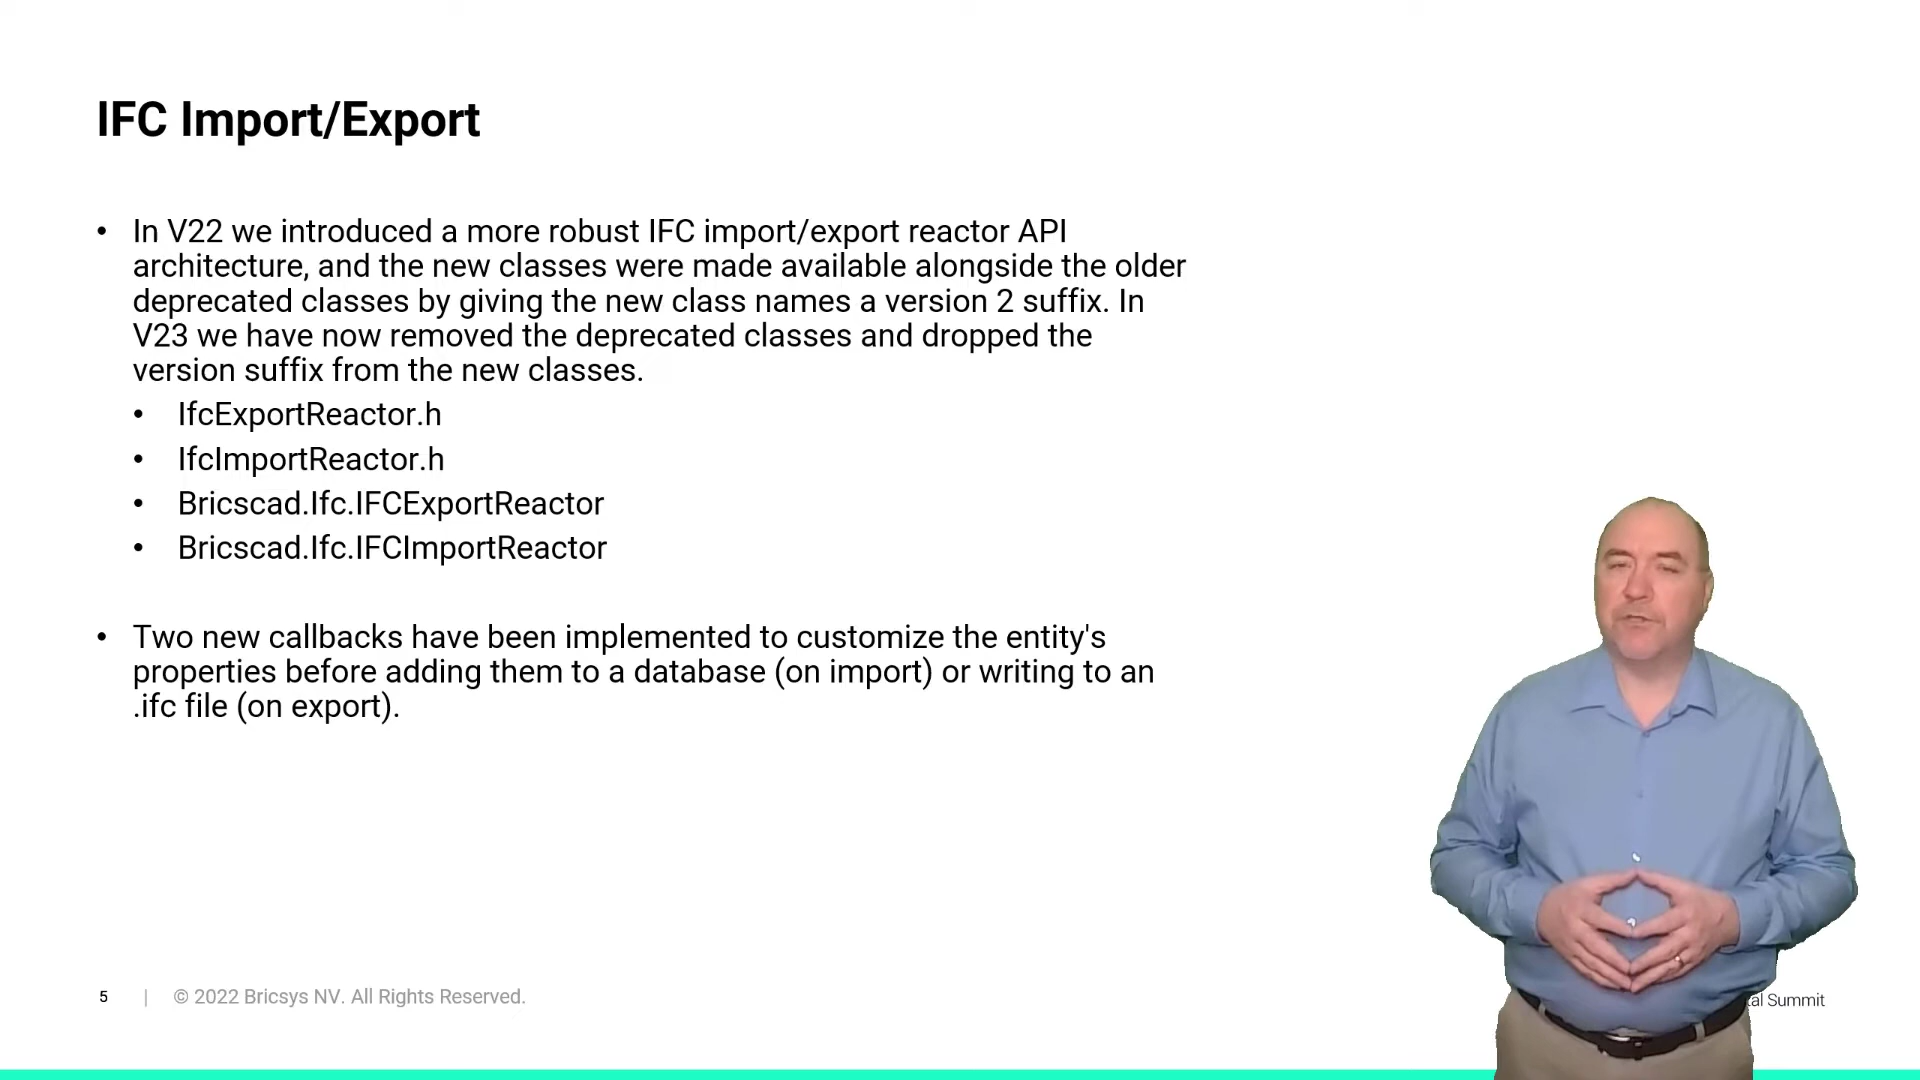 IFC Import/Export
• In V22 we introduced a more robust IFC import/export reactor API
architecture, and the new classes were made available alongside the older
deprecated classes by giving the new class names a version 2 suffix. In
V23 we have now removed the deprecated classes and dropped the
version suffix from the new classes.
• IfcExportReactor.h
• IfcImportReactor.h
• Bricscad.Ifc.IFCExportReactor
• Bricscad.Ifc.IFCImportReactor
• Two new callbacks have been implemented to customize the entity's
properties before adding them to a database (on import) or writing to an
.ifc file (on export).
5 | © 2022 Bricsys NV. All Rights Reserved.
Summit